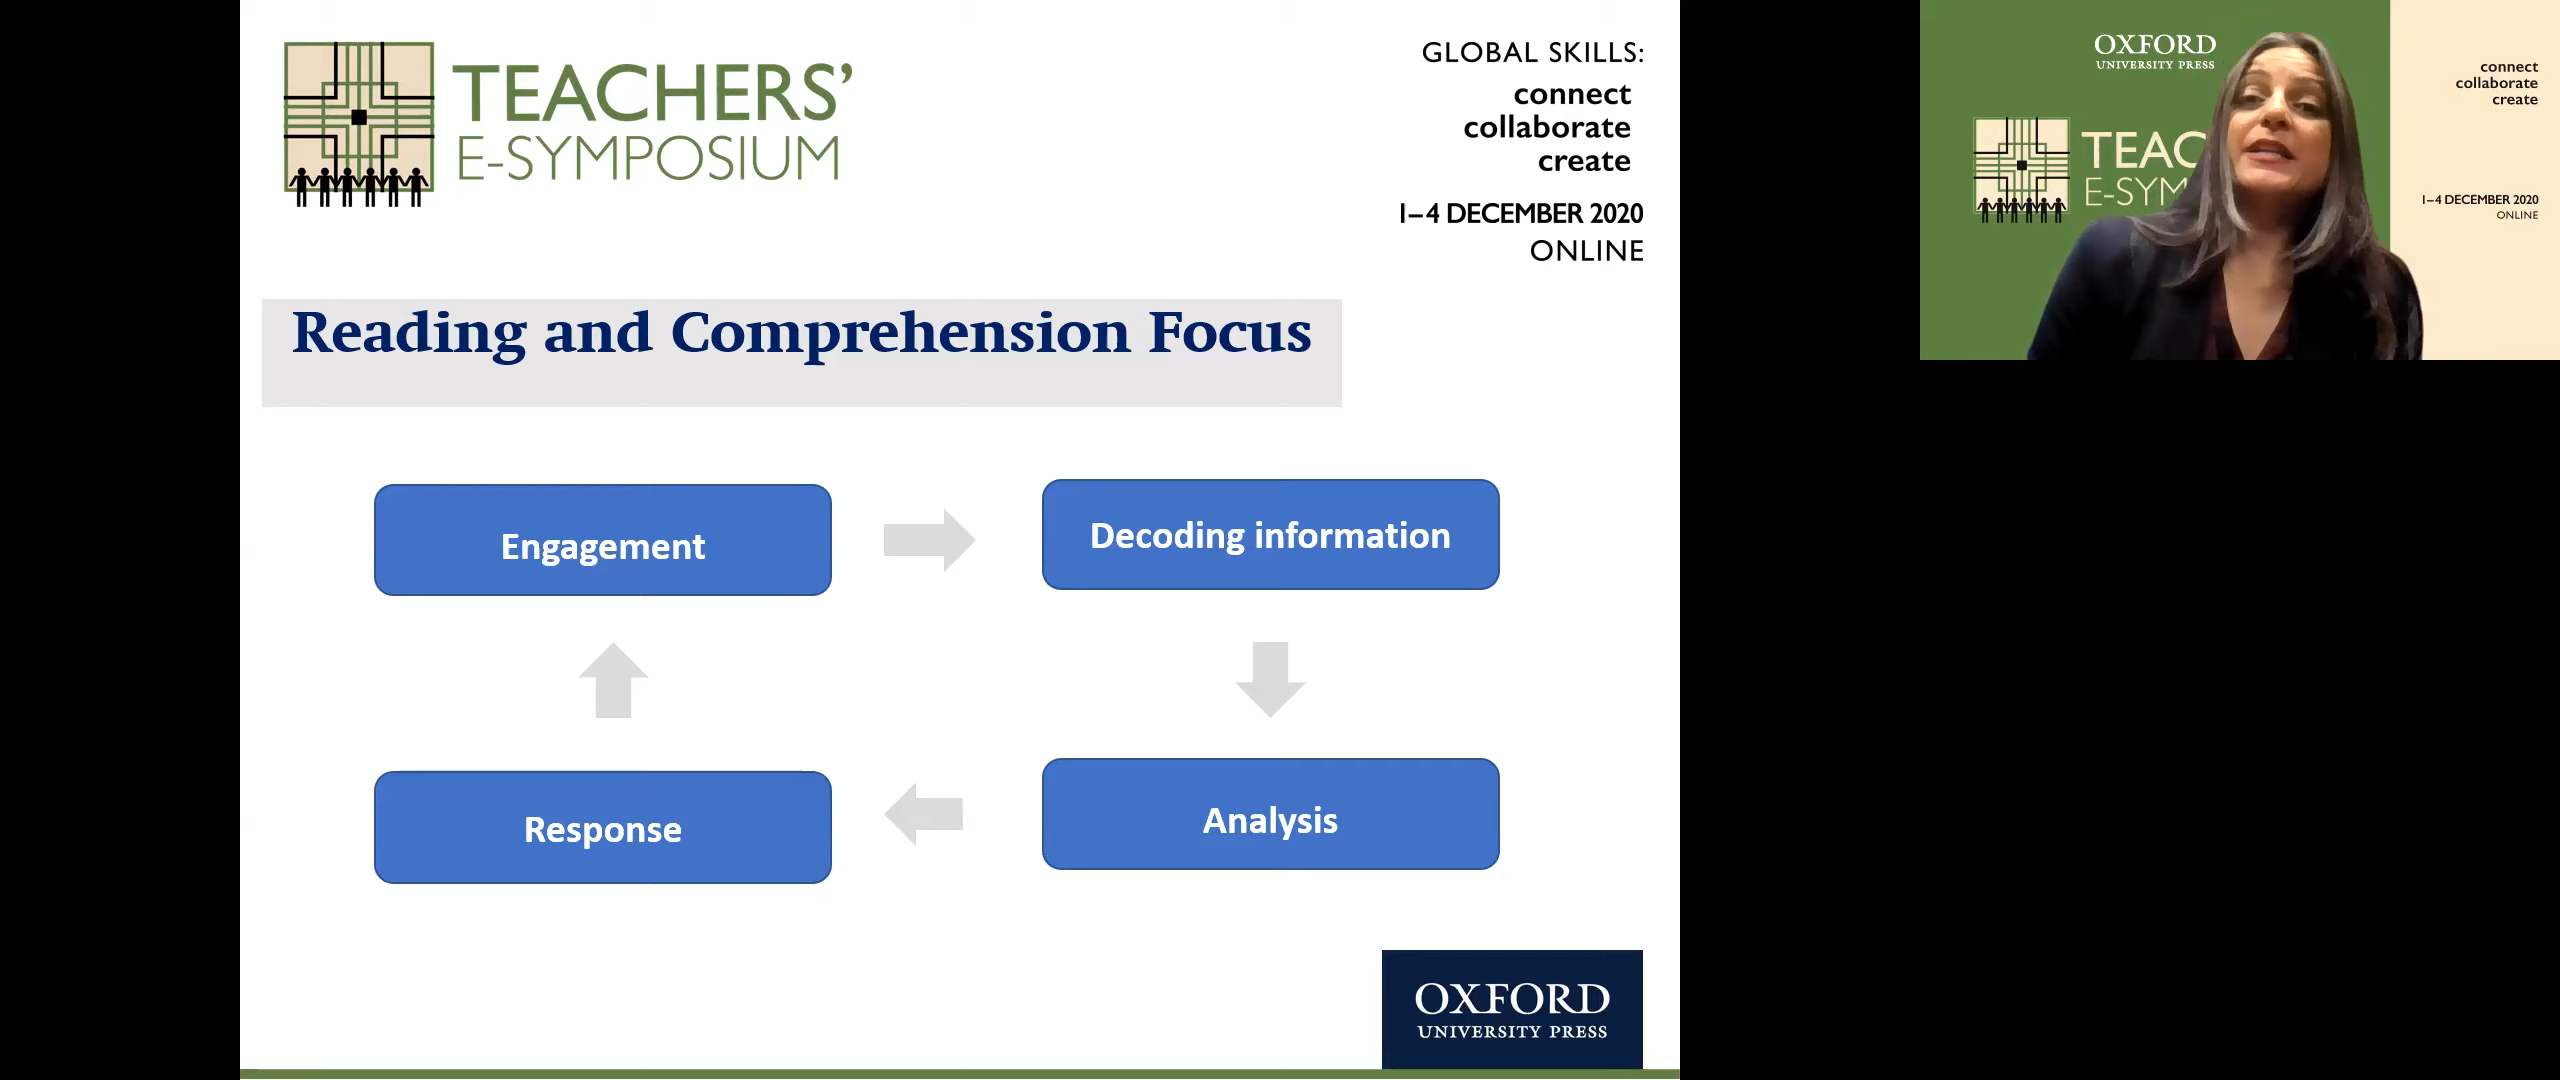 TEACHERS’
E-SYMPOSIUM
GLOBAL SKILLS:
connect
collaborate
create
1–4 DECEMBER 2020
ONLINE
Reading and Comprehension Focus
Engagement
Decoding information
Response
Analysis
OXFORD
UNIVERSITY PRESS
OXFORD
UNIVERSITY PRESS
TEAC
E-SYM
connect
collaborate
create
1–4 DECEMBER 2020
ONLINE